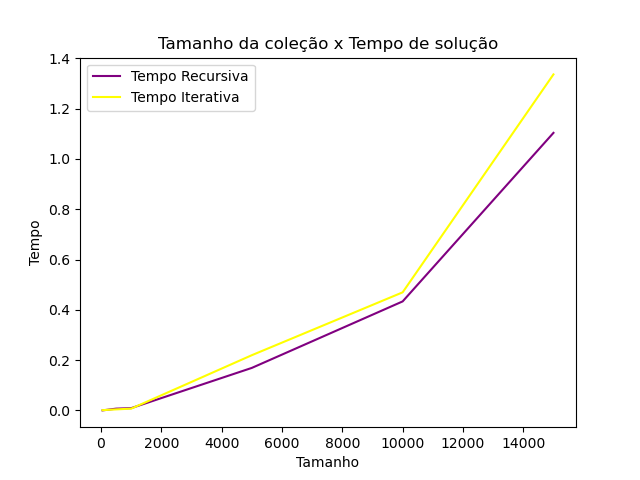 Tamanho da coleção x Tempo de solução
Tempo Recursiva
Tempo Iterativa
1.4
1.2
1.0
0.8
0.6
0.4
0.2
0.0
Tempo
0 2000 4000 6000 8000 10000 12000 14000
Tamanho